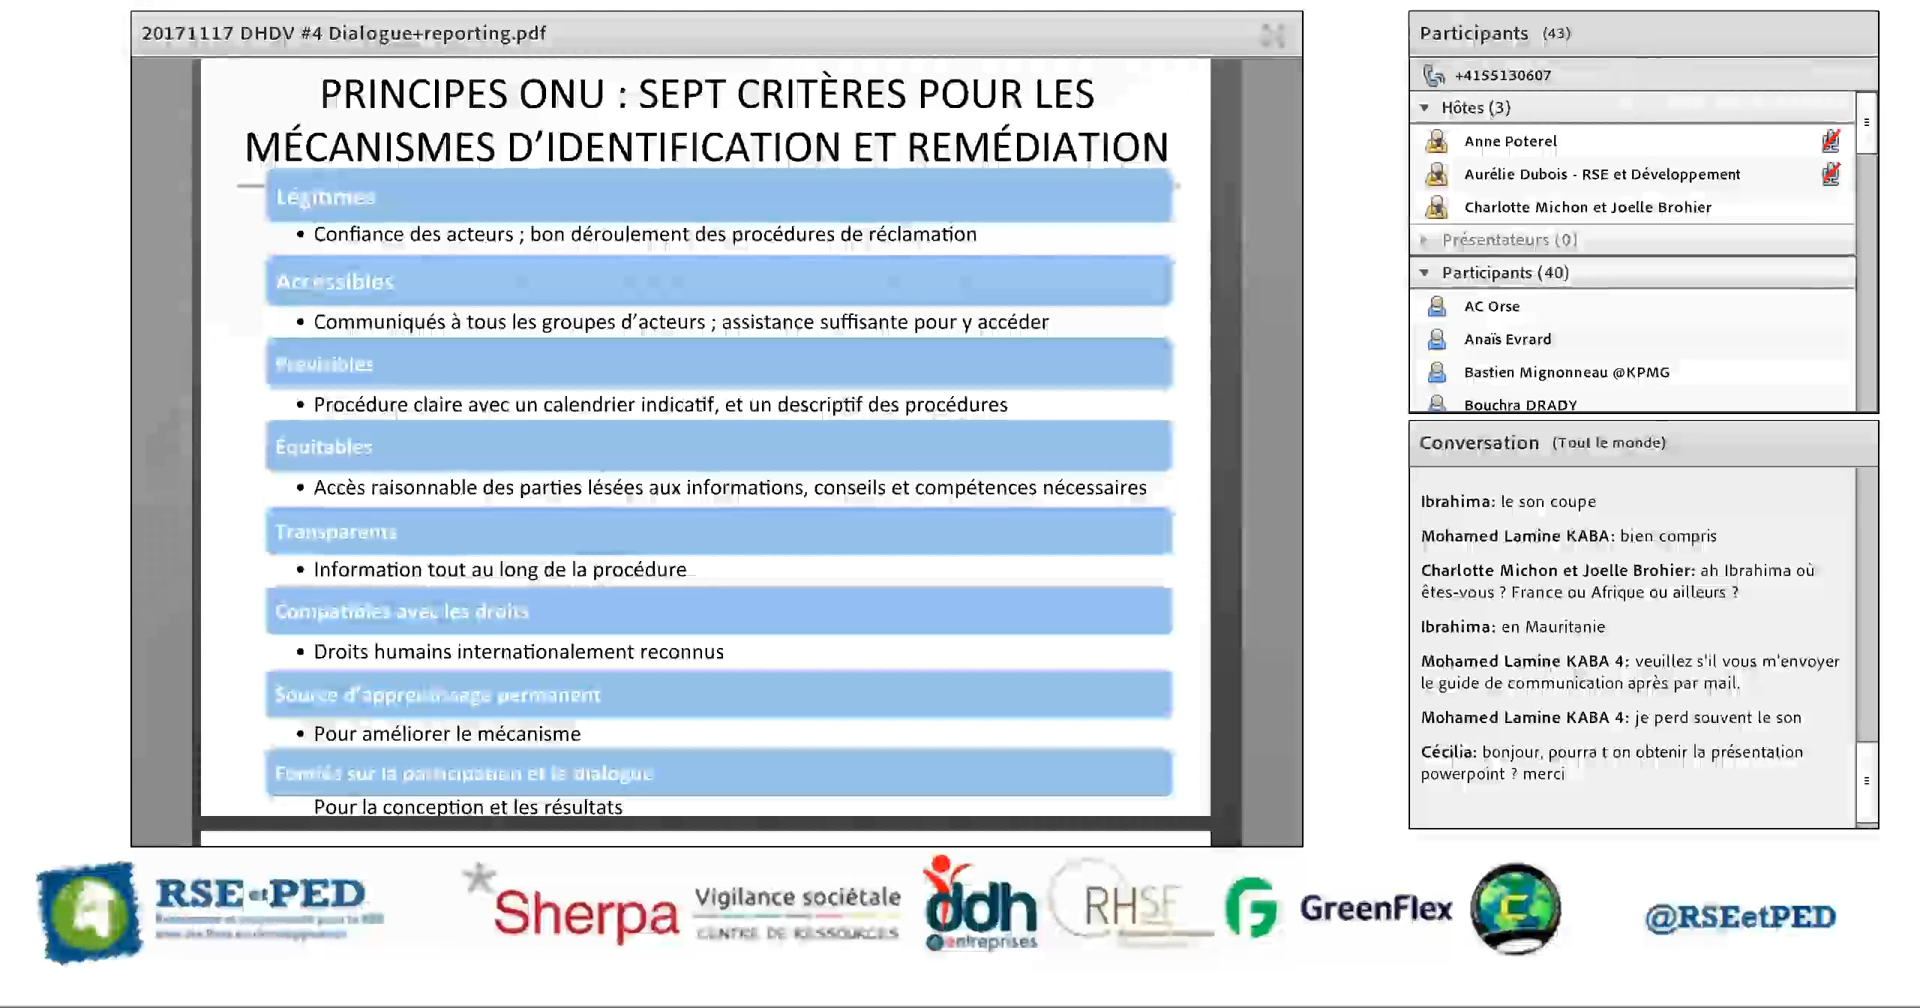 20171117 DHDV #4 Dialogue+reporting.pdf
PRINCIPES ONU : SEPT CRITÈRES POUR LES
MÉCANISMES D’IDENTIFICATION ET REMÉDIATION
Légitimes
• Confiance des acteurs ; bon déroulement des procédures de réclamation
Accessibles
• Communiqués à tous les groupes d’acteurs ; assistance suffisante pour y accéder
Prévisibles
• Procédure claire avec un calendrier indicatif, et un descriptif des procédures
Équitables
• Accès raisonnable des parties lésées aux informations, conseils et compétences nécessaires
Transparents
• Information tout au long de la procédure
Compatibles avec les droits
• Droits humains internationalement reconnus
Source d’apprentissage permanent
• Pour améliorer le mécanisme
Fondés sur la participation et le dialogue
Pour la conception et les résultats
Participants (43)
+4155130607
Hôtes (3)
Anne Poterel
Aurélie Dubois - RSE et Développement
Charlotte Michon et Joelle Brohier
Présentateurs (0)
Participants (40)
AC Orse
Anaïs Evrard
Bastien Mignonneau @KPMG
Bouchra DRADY
Conversation (Tout le monde)
Ibrahima: le son coupe
Mohamed Lamine KABA: bien compris
Charlotte Michon et Joelle Brohier: ah Ibrahima où
êtes-vous ? France ou Afrique ou ailleurs ?
Ibrahima: en Mauritanie
Mohamed Lamine KABA 4: veuillez s'il vous m'envoyer
le guide de communication après par mail.
Mohamed Lamine KABA 4: je perd souvent le son
Cécilia: bonjour, pourra t on obtenir la présentation
powerpoint ? merci
RSE et PED
Sherpa
Vigilance sociétale
CENTRE DE RESSOURCES
ddh
entreprises
RHSF
GreenFlex
@RSEetPED